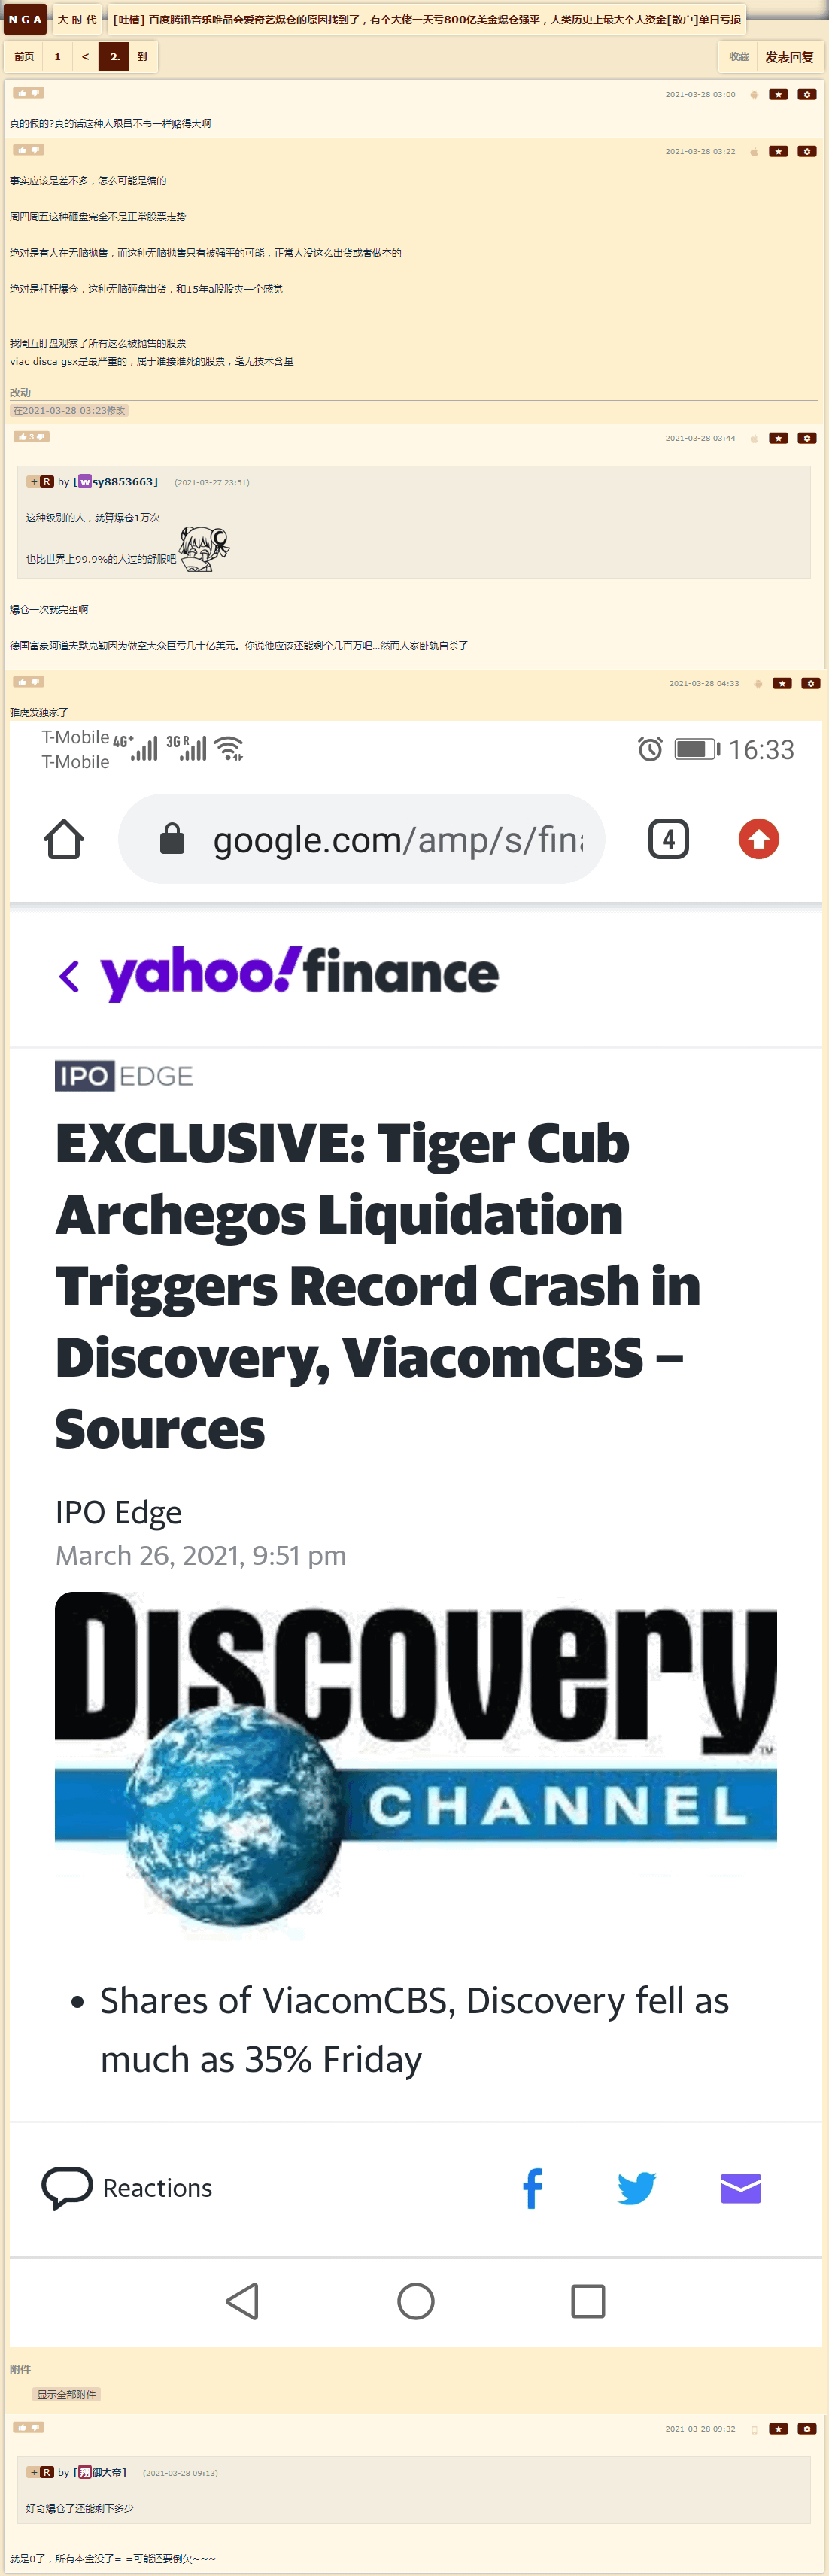 NGA 大时代 [吐槽] 百度腾讯音乐唯品会爱奇艺爆仓的原因找到了，有个大佬一天亏800亿美金爆仓强平，人类历史上最大个人资金[散户]单日亏损
前页 1 < 2. 到 收藏 发表回复
2021-03-28 03:00
真的假的?真的话这种人跟吕不韦一样赌得大啊
2021-03-28 03:22
事实应该是差不多，怎么可能是编的
周四周五这种砸盘完全不是正常股票走势
绝对是有人在无脑抛售，而这种无脑抛售只有被强平的可能，正常人没这么出货或者做空的
绝对是杠杆爆仓，这种无脑砸盘出货，和15年a股股灾一个感觉
我周五盯盘观察了所有这么被抛售的股票
viac disca gsx是最严重的，属于谁接谁死的股票，毫无技术含量
改动
在2021-03-28 03:23修改
3 2021-03-28 03:44
+ R by [wsy8853663] (2021-03-27 23:51)
这种级别的人，就算爆仓1万次
也比世界上99.9%的人过的舒服吧
爆仓一次就完蛋啊
德国富豪阿道夫默克勒因为做空大众巨亏几十亿美元。你说他应该还能剩个几百万吧...然而人家卧轨自杀了
2021-03-28 04:33
雅虎发独家了
T-Mobile 4G+ 3G R 16:33
T-Mobile
google.com/amp/s/fina 4
yahoo!finance
IPO EDGE
EXCLUSIVE: Tiger Cub
Archegos Liquidation
Triggers Record Crash in
Discovery, ViacomCBS –
Sources
IPO Edge
March 26, 2021, 9:51 pm
Discovery
TM
CHANNEL
• Shares of ViacomCBS, Discovery fell as
much as 35% Friday
Reactions
附件
显示全部附件
2021-03-28 09:32
+ R by [翔御大帝] (2021-03-28 09:13)
好奇爆仓了还能剩下多少
就是0了，所有本金没了= =可能还要倒欠~~~